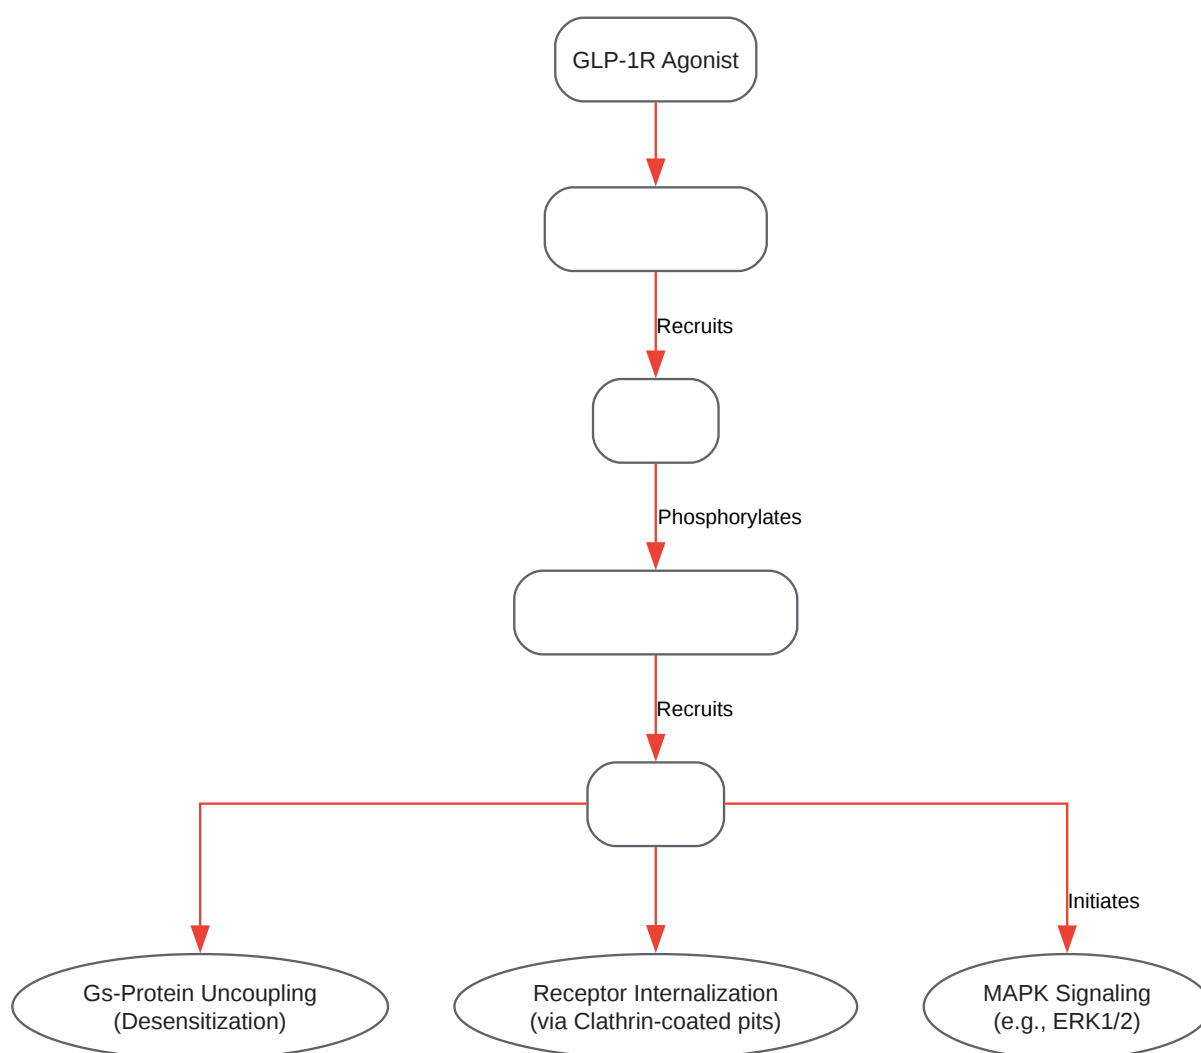 GLP-1R Agonist
Recruits
Phosphorylates
Recruits
Initiates
Gs-Protein Uncoupling
(Desensitization)
Receptor Internalization
(via Clathrin-coated pits)
MAPK Signaling
(e.g., ERK1/2)